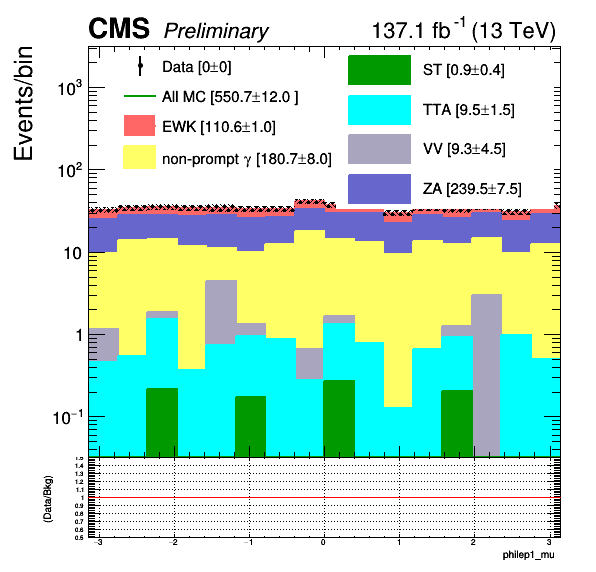 CMS Preliminary 137.1 fb⁻¹ (13 TeV)
Events/bin
Data [0±0]
All MC [550.7±12.0 ]
EWK [110.6±1.0]
non-prompt γ [180.7±8.0]
ST [0.9±0.4]
TTA [9.5±1.5]
VV [9.3±4.5]
ZA [239.5±7.5]
10³
10²
10
1
10⁻¹
(Data/Bkg)
1.5
1.4
1.3
1.2
1.1
1
0.9
0.8
0.7
0.6
0.5
−3 −2 −1 0 1 2 3
philep1_mu